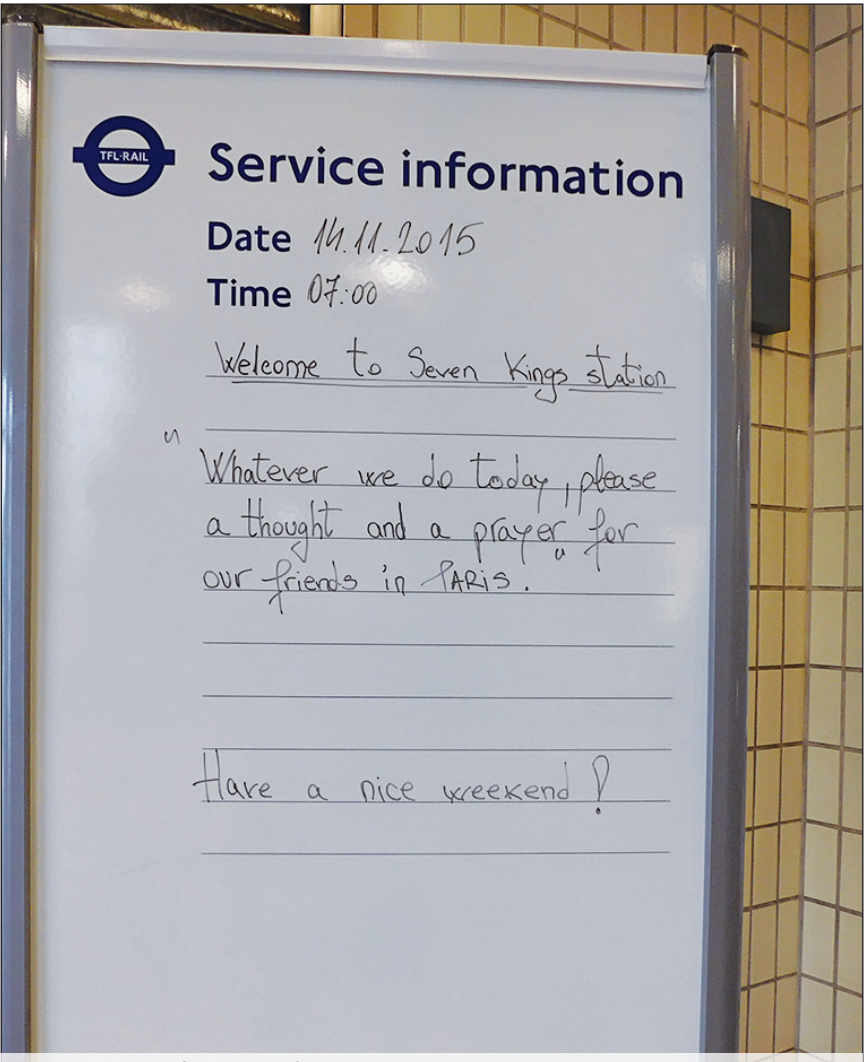 TFL RAIL
Service information
Date 14.11.2015
Time 07:00
Welcome to Seven Kings station
"Whatever we do today, please
a thought and a prayer" for
our friends in PARiS.
Have a nice weekend!